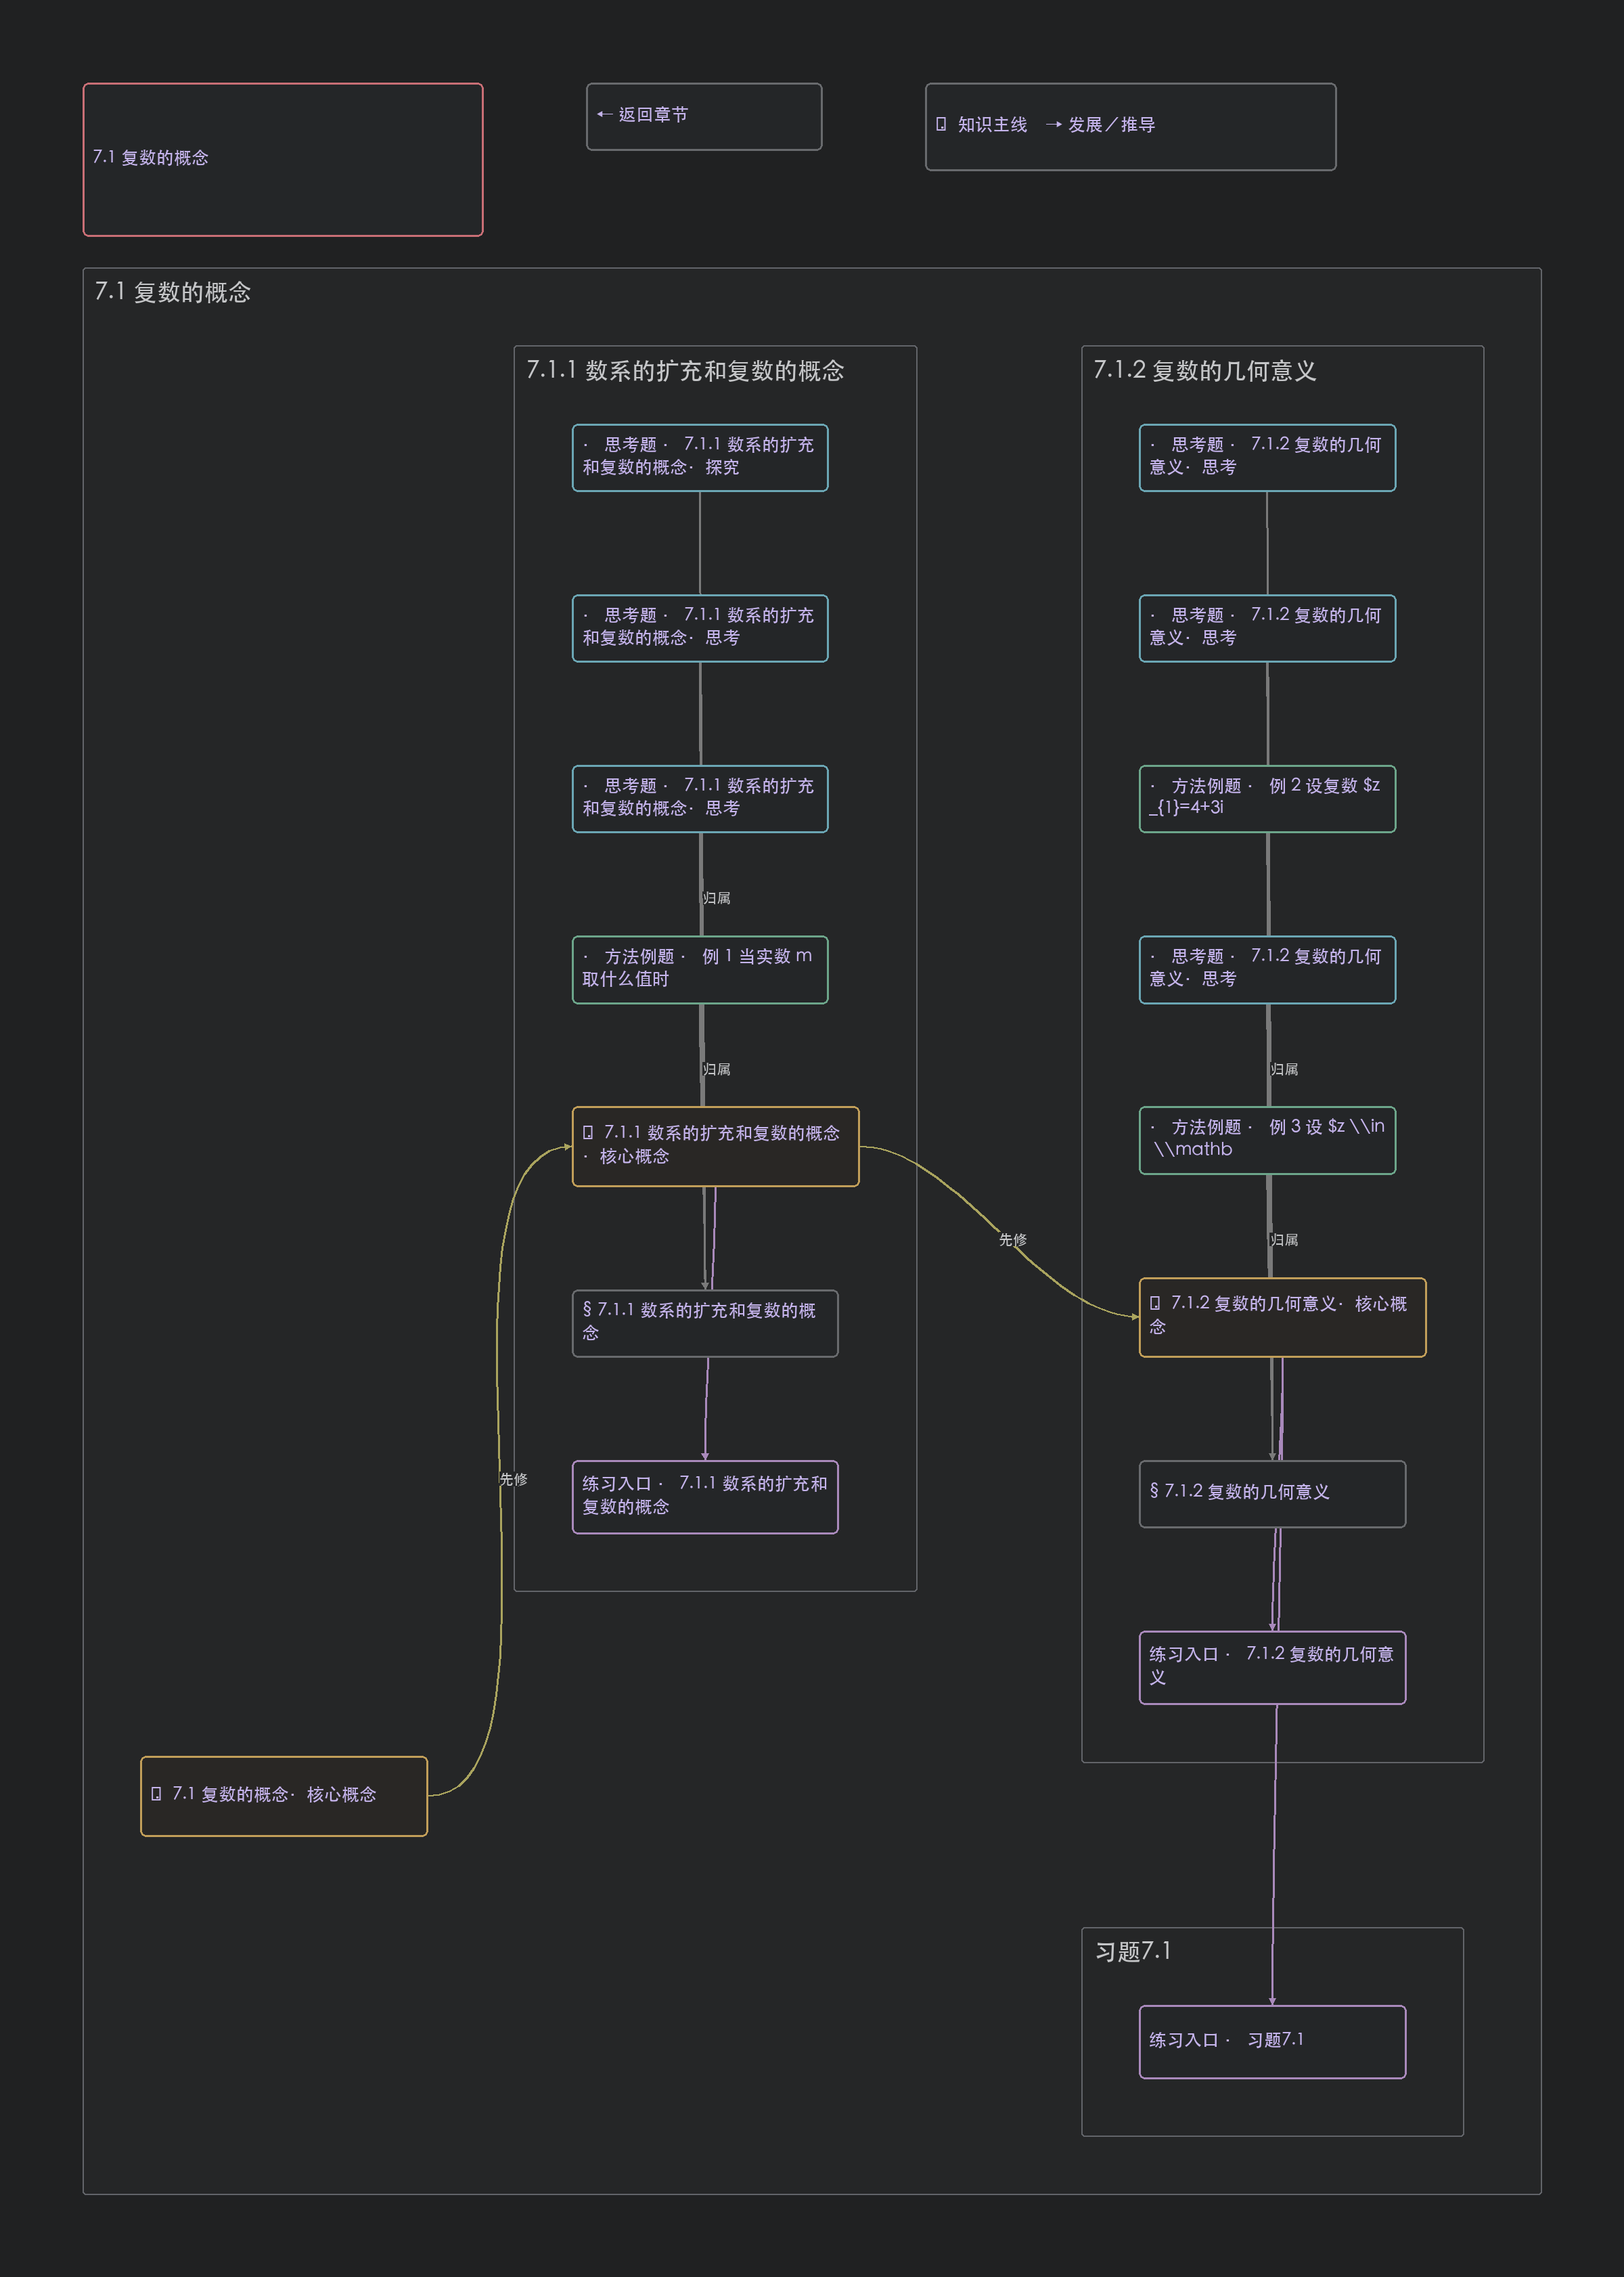 7.1 复数的概念
← 返回章节
知识主线 → 发展／推导
7.1 复数的概念
7.1.1 数系的扩充和复数的概念
· 思考题 · 7.1.1 数系的扩充
和复数的概念· 探究
· 思考题 · 7.1.1 数系的扩充
和复数的概念· 思考
· 思考题 · 7.1.1 数系的扩充
和复数的概念· 思考
归属
· 方法例题 · 例 1 当实数 m
取什么值时
归属
7.1.1 数系的扩充和复数的概念
· 核心概念
§ 7.1.1 数系的扩充和复数的概
念
练习入口 · 7.1.1 数系的扩充和
复数的概念
先修
7.1 复数的概念· 核心概念
先修
7.1.2 复数的几何意义
· 思考题 · 7.1.2 复数的几何
意义· 思考
· 思考题 · 7.1.2 复数的几何
意义· 思考
· 方法例题 · 例 2 设复数 $z
_{1}=4+3i
· 思考题 · 7.1.2 复数的几何
意义· 思考
归属
· 方法例题 · 例 3 设 $z \\in
\\mathb
归属
7.1.2 复数的几何意义· 核心概
念
§ 7.1.2 复数的几何意义
练习入口 · 7.1.2 复数的几何意
义
习题7.1
练习入口 · 习题7.1